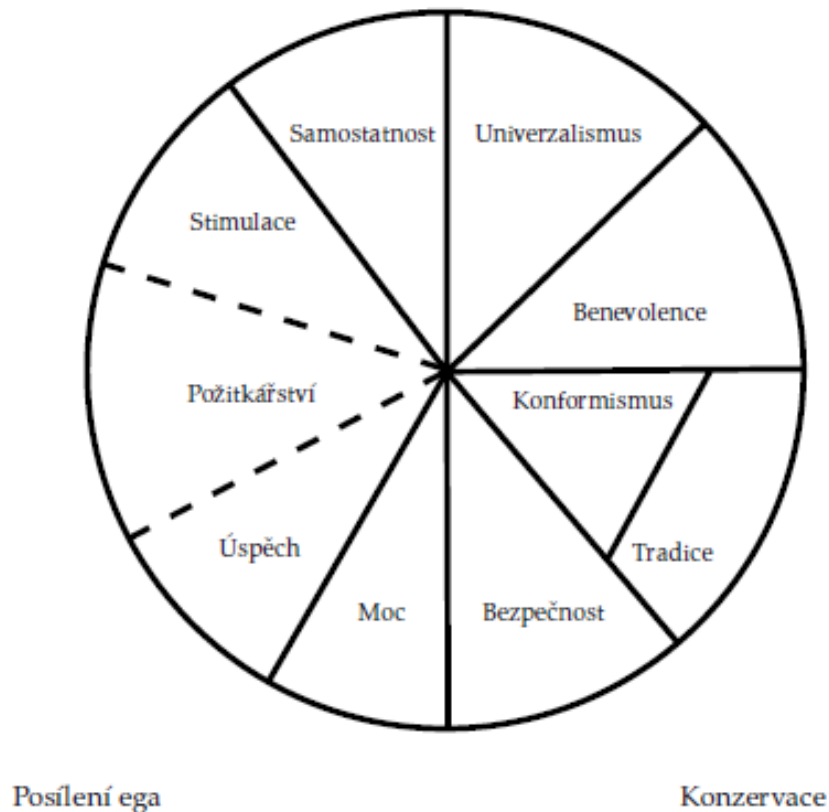 Samostatnost
Univerzalismus
Stimulace
Benevolence
Požitkářství
Konformismus
Úspěch
Tradice
Moc
Bezpečnost
Posílení ega
Konzervace